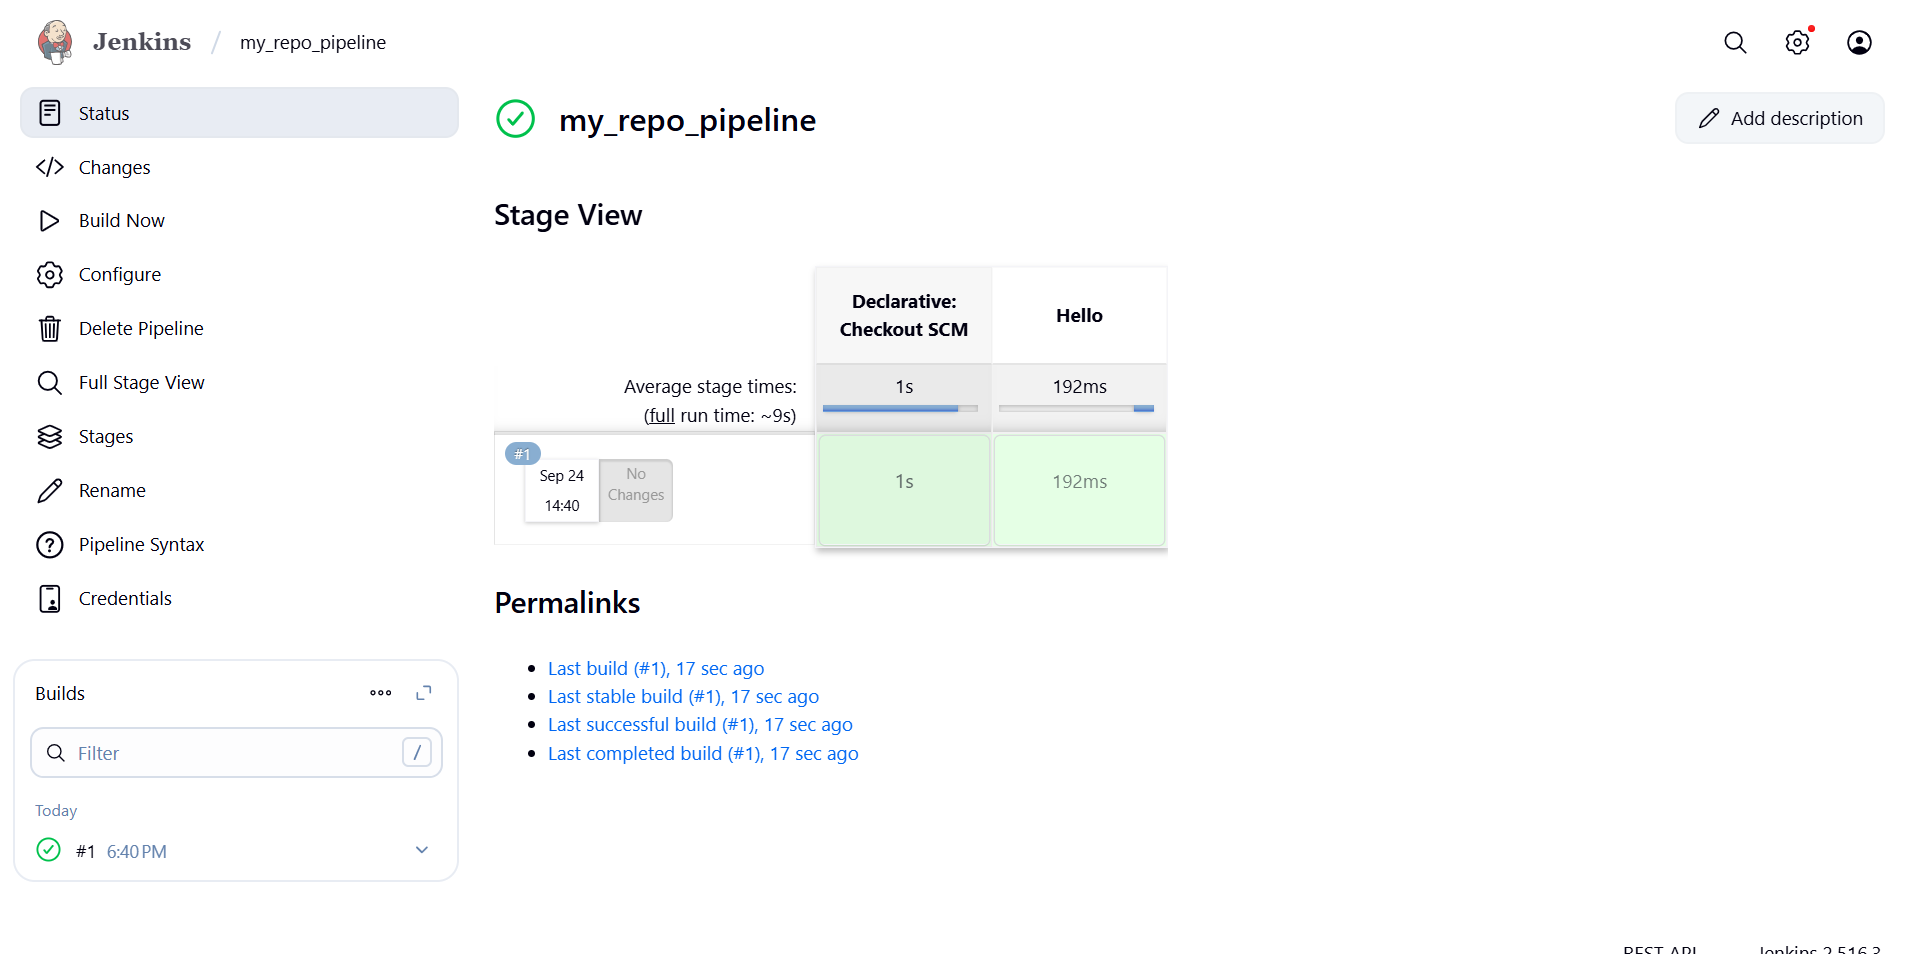 Jenkins / my_repo_pipeline
Status
Changes
Build Now
Configure
Delete Pipeline
Full Stage View
Stages
Rename
Pipeline Syntax
Credentials
Builds
Filter /
Today
#1 6:40 PM
my_repo_pipeline
Add description
Stage View
Declarative:
Checkout SCM
Hello
Average stage times:
(full run time: ~9s)
1s
192ms
#1
Sep 24
14:40
No
Changes
1s
192ms
Permalinks
Last build (#1), 17 sec ago
Last stable build (#1), 17 sec ago
Last successful build (#1), 17 sec ago
Last completed build (#1), 17 sec ago
REST API
Jenkins 2.516.3